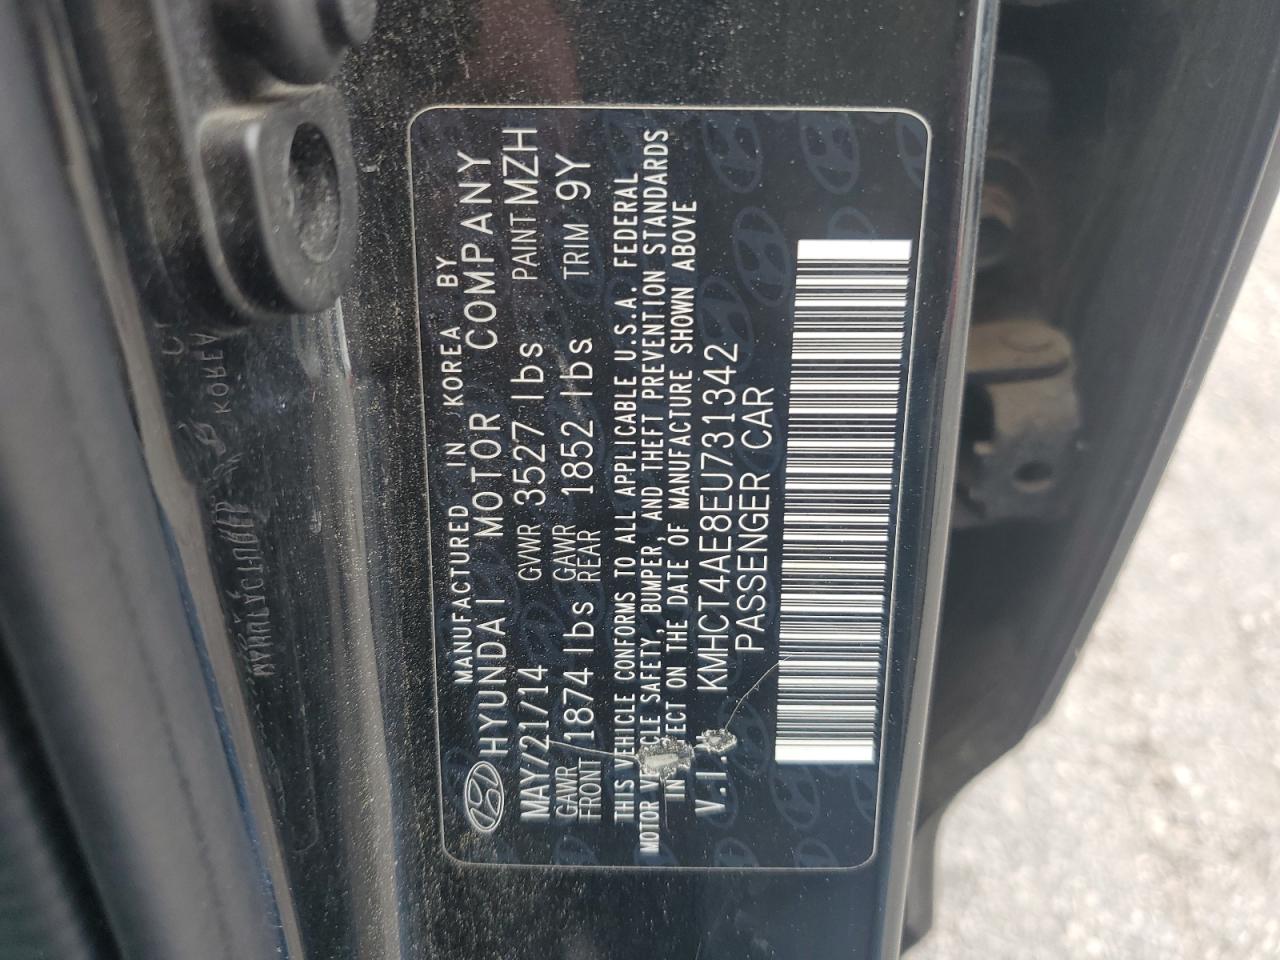 MANUFACTURED IN KOREA BY
HYUNDAI MOTOR COMPANY
MAY/21/14 GVWR 3527 lbs PAINT MZH
GAWR FRONT 1874 lbs GAWR REAR 1852 lbs TRIM 9Y
THIS VEHICLE CONFORMS TO ALL APPLICABLE U.S.A. FEDERAL
MOTOR VEHICLE SAFETY, BUMPER, AND THEFT PREVENTION STANDARDS
IN EFFECT ON THE DATE OF MANUFACTURE SHOWN ABOVE
V.I. KMHCT4AE8EU731342
PASSENGER CAR
KOREA